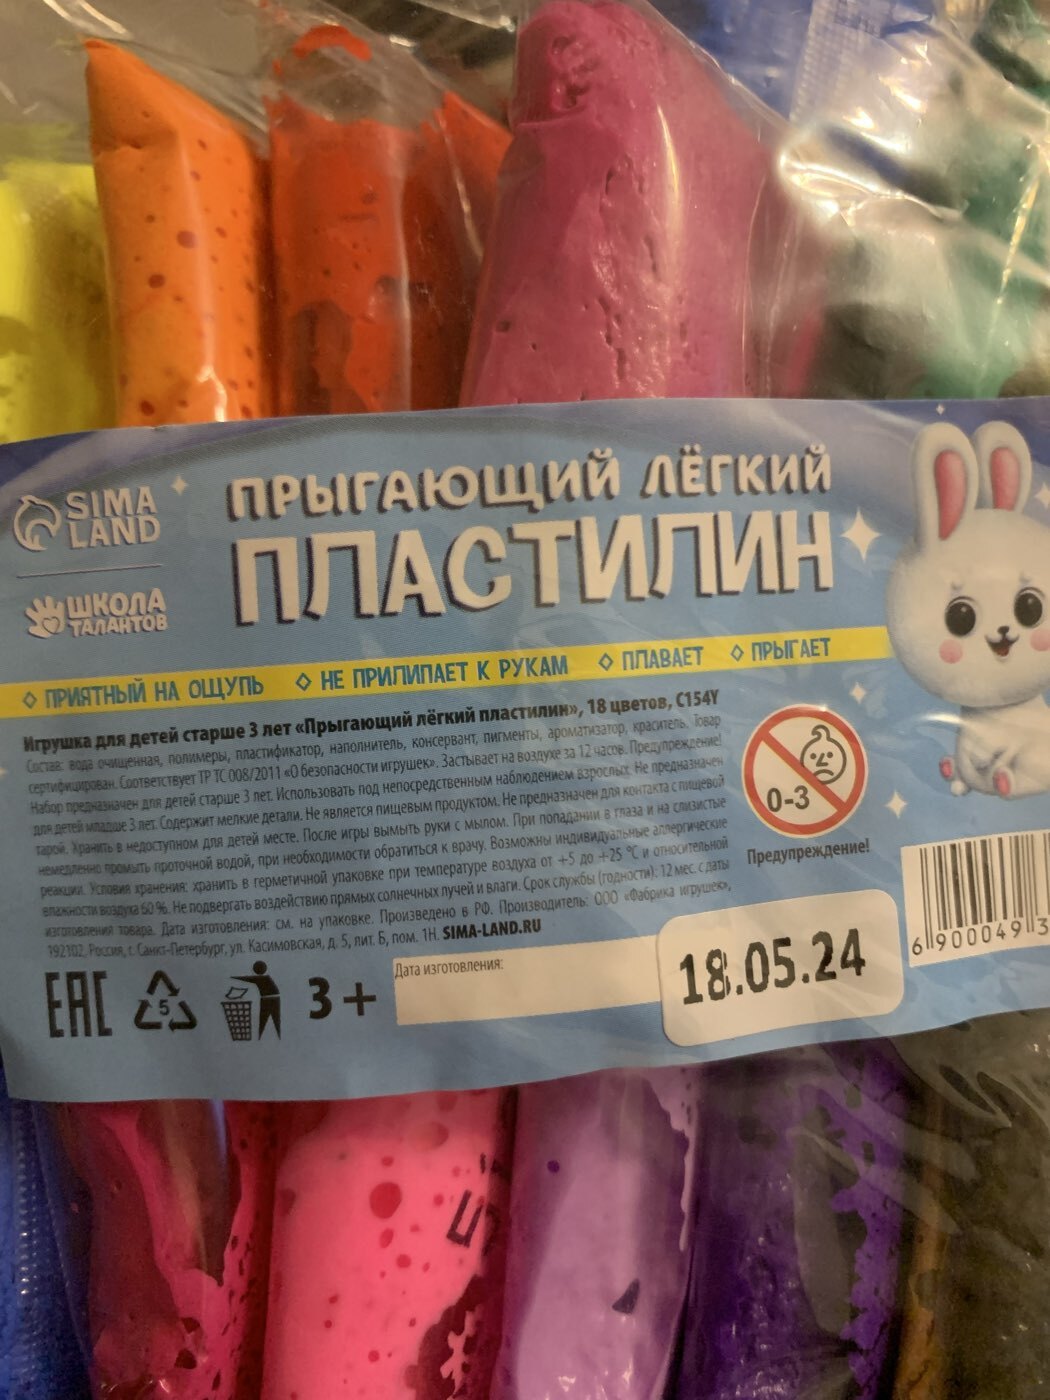 SIMA
LAND
ШКОЛА
ТАЛАНТОВ
ПРЫГАЮЩИЙ ЛЁГКИЙ
ПЛАСТИЛИН
ПРИЯТНЫЙ НА ОЩУПЬ НЕ ПРИЛИПАЕТ К РУКАМ ПЛАВАЕТ ПРЫГАЕТ
Игрушка для детей старше 3 лет «Прыгающий лёгкий пластилин», 18 цветов, C154Y
Состав: вода очищенная, полимеры, пластификатор, наполнитель, консервант, пигменты, ароматизатор, краситель. Товар
сертифицирован. Соответствует ТР ТС 008/2011 «О безопасности игрушек». Застывает на воздухе за 12 часов. Предупреждение!
Набор предназначен для детей старше 3 лет. Использовать под непосредственным наблюдением взрослых. Не предназначен
для детей младше 3 лет. Содержит мелкие детали. Не является пищевым продуктом. Не предназначен для контакта с пищевой
тарой. Хранить в недоступном для детей месте. После игры вымыть руки с мылом. При попадании в глаза и на слизистые
немедленно промыть проточной водой, при необходимости обратиться к врачу. Возможны индивидуальные аллергические
реакции. Условия хранения: хранить в герметичной упаковке при температуре воздуха от +5 до +25 °C и относительной
влажности воздуха 60 %. Не подвергать воздействию прямых солнечных лучей и влаги. Срок службы (годности): 12 мес. с даты
изготовления товара. Дата изготовления: см. на упаковке. Произведено в РФ. Производитель: ООО «Фабрика игрушек»,
192102, Россия, г. Санкт-Петербург, ул. Касимовская, д. 5, лит. Б, пом. 1Н. SIMA-LAND.RU
0-3
Предупреждение!
6 900049 3
EAC
5
3+
Дата изготовления:
18.05.24